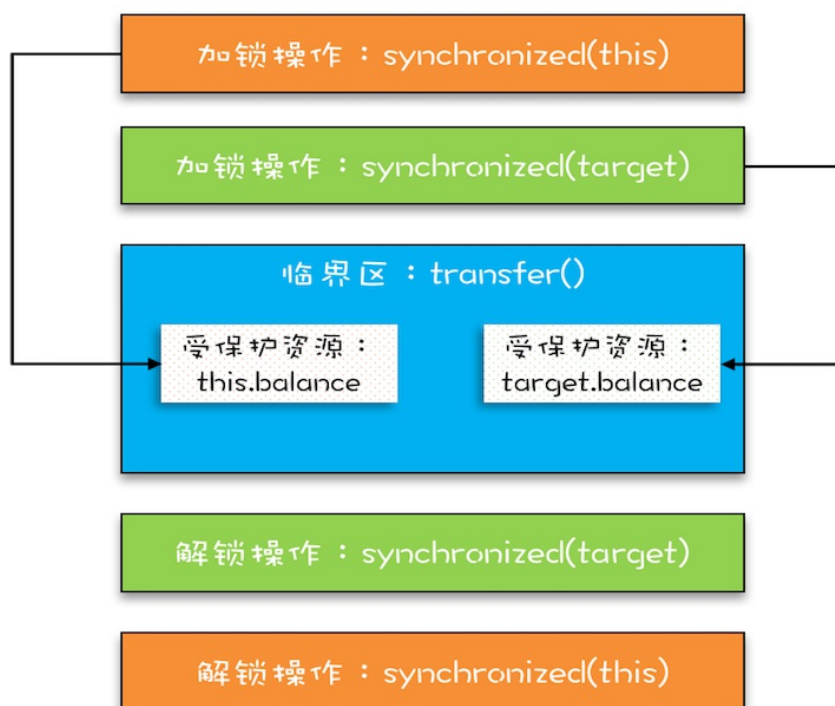 加锁操作：synchronized(this)
加锁操作：synchronized(target)
临界区：transfer()
受保护资源：
this.balance
受保护资源：
target.balance
解锁操作：synchronized(target)
解锁操作：synchronized(this)